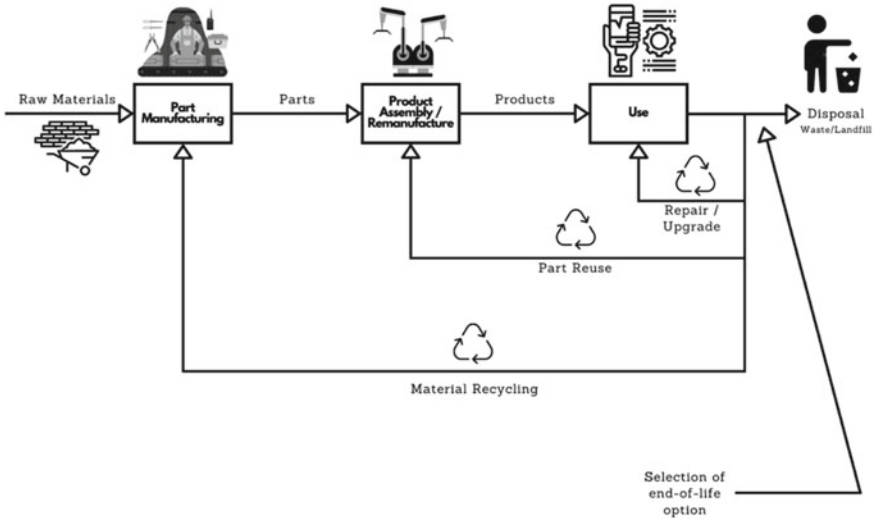 Raw Materials
Part
Manufacturing
Parts
Product
Assembly /
Remanufacture
Products
Use
Disposal
Waste/Landfill
Repair /
Upgrade
Part Reuse
Material Recycling
Selection of
end-of-life
option